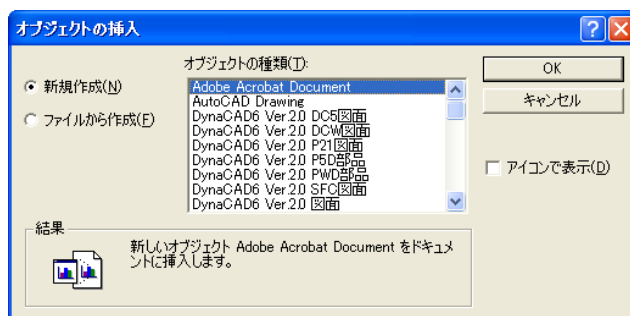 オブジェクトの挿入
オブジェクトの種類(T):
新規作成(N)
ファイルから作成(F)
Adobe Acrobat Document
AutoCAD Drawing
DynaCAD6 Ver.2.0 DC5図面
DynaCAD6 Ver.2.0 DCW図面
DynaCAD6 Ver.2.0 P21図面
DynaCAD6 Ver.2.0 P5D部品
DynaCAD6 Ver.2.0 PWD部品
DynaCAD6 Ver.2.0 SFC図面
DynaCAD6 Ver.2.0 図面
OK
キャンセル
アイコンで表示(D)
結果
新しいオブジェクト Adobe Acrobat Document をドキュメ
ントに挿入します。